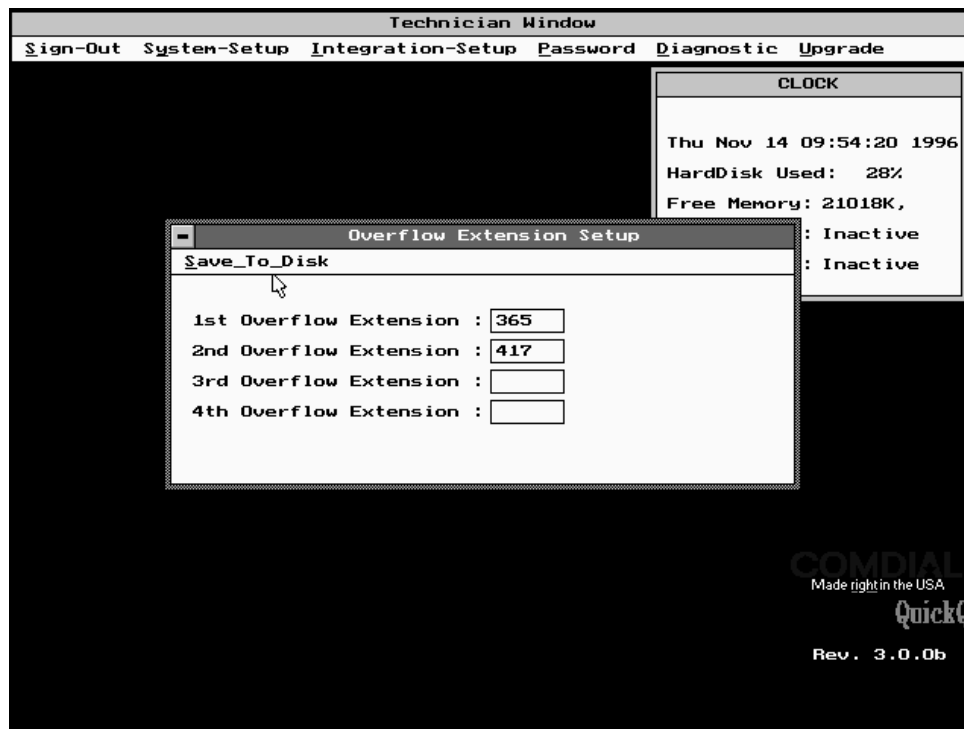 Technician Window
Sign-Out System-Setup Integration-Setup Password Diagnostic Upgrade
CLOCK
Thu Nov 14 09:54:20 1996
HardDisk Used: 28%
Free Memory: 21018K,
: Inactive
: Inactive
Overflow Extension Setup
Save_To_Disk
1st Overflow Extension : 365
2nd Overflow Extension : 417
3rd Overflow Extension :
4th Overflow Extension :
COMDIAL
Made right in the USA
QuickQ
Rev. 3.0.0b